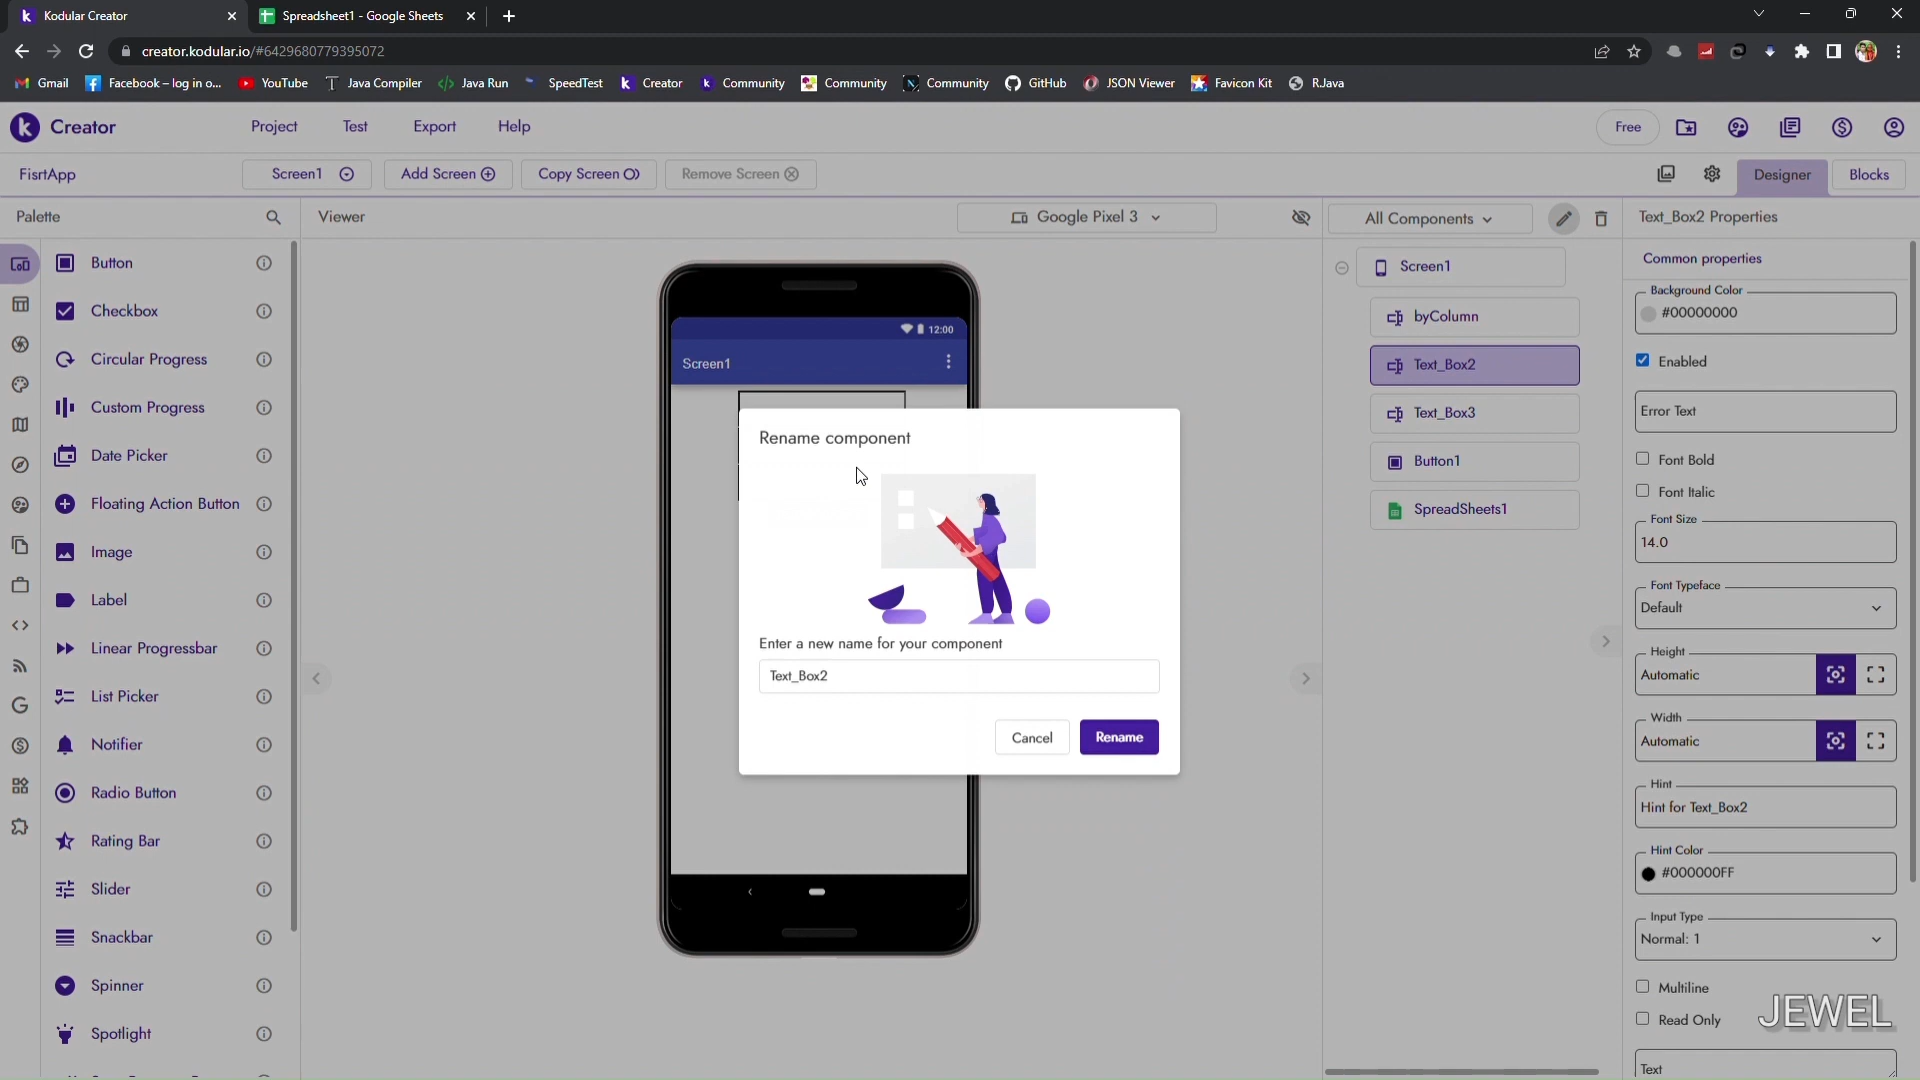 Kodular Creator
Spreadsheet1 - Google Sheets
creator.kodular.io/#6429680779395072
Gmail
Facebook – log in o...
YouTube
Java Compiler
Java Run
SpeedTest
Creator
Community
Community
Community
GitHub
JSON Viewer
Favicon Kit
RJava
Creator
Project
Test
Export
Help
Free
FisrtApp
Screen1
Add Screen
Copy Screen
Remove Screen
Designer
Blocks
Palette
Viewer
Google Pixel 3
All Components
Text_Box2 Properties
Button
Checkbox
Circular Progress
Custom Progress
Date Picker
Floating Action Button
Image
Label
Linear Progressbar
List Picker
Notifier
Radio Button
Rating Bar
Slider
Snackbar
Spinner
Spotlight
12:00
Screen1
Rename component
Enter a new name for your component
Text_Box2
Cancel
Rename
Screen1
byColumn
Text_Box2
Text_Box3
Button1
SpreadSheets1
Common properties
Background Color
#00000000
Enabled
Error Text
Font Bold
Font Italic
Font Size
14.0
Font Typeface
Default
Height
Automatic
Width
Automatic
Hint
Hint for Text_Box2
Hint Color
#000000FF
Input Type
Normal: 1
Multiline
Read Only
Text
JEWEL